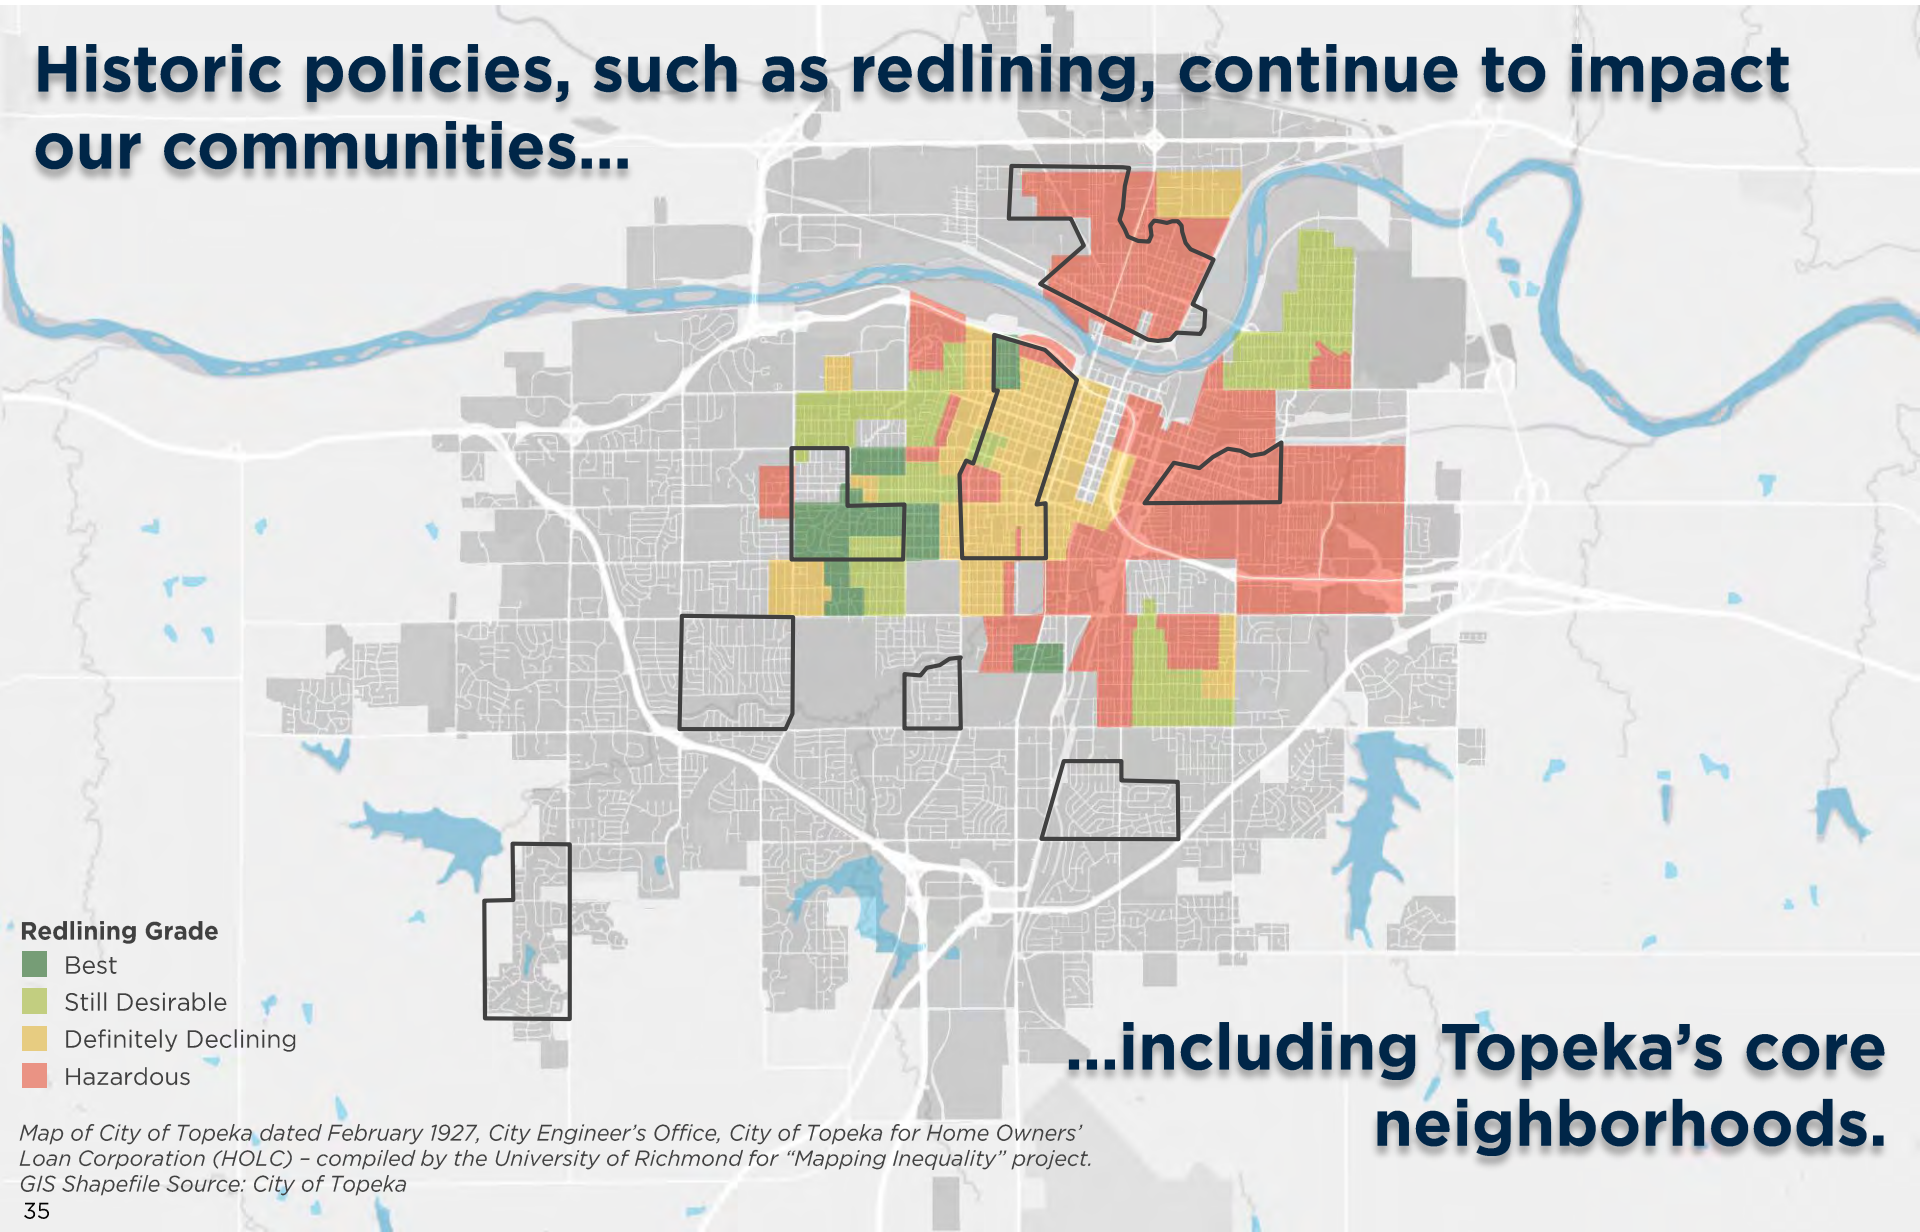 Historic policies, such as redlining, continue to impact
our communities...
Redlining Grade
Best
Still Desirable
Definitely Declining
Hazardous
...including Topeka’s core
neighborhoods.
Map of City of Topeka dated February 1927, City Engineer’s Office, City of Topeka for Home Owners’
Loan Corporation (HOLC) – compiled by the University of Richmond for “Mapping Inequality” project.
GIS Shapefile Source: City of Topeka
35